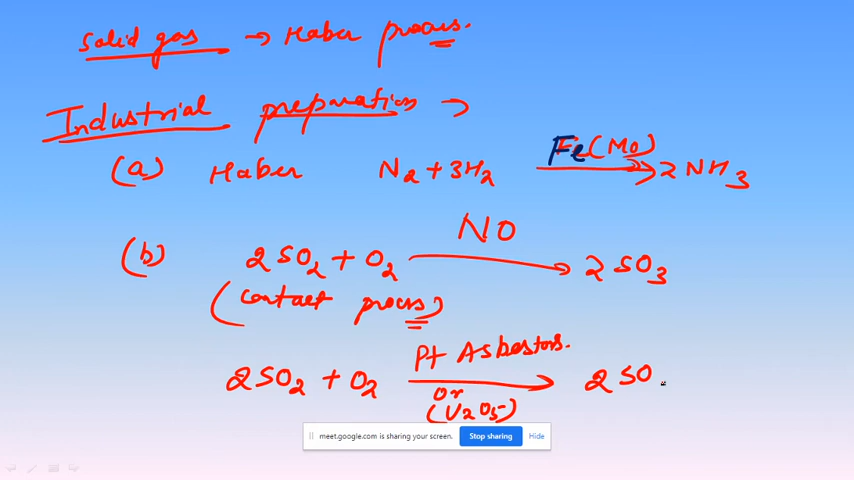 Solid gas → Haber process.
Industrial preparation →
(a) Haber N2 + 3H2 Fe(Mo) → 2NH3
(b) 2SO2 + O2 NO → 2SO3
(Contact process)
2SO2 + O2 Pt Asbestors. → 2SO
Or
(V2O5)
meet.google.com is sharing your screen. Stop sharing Hide